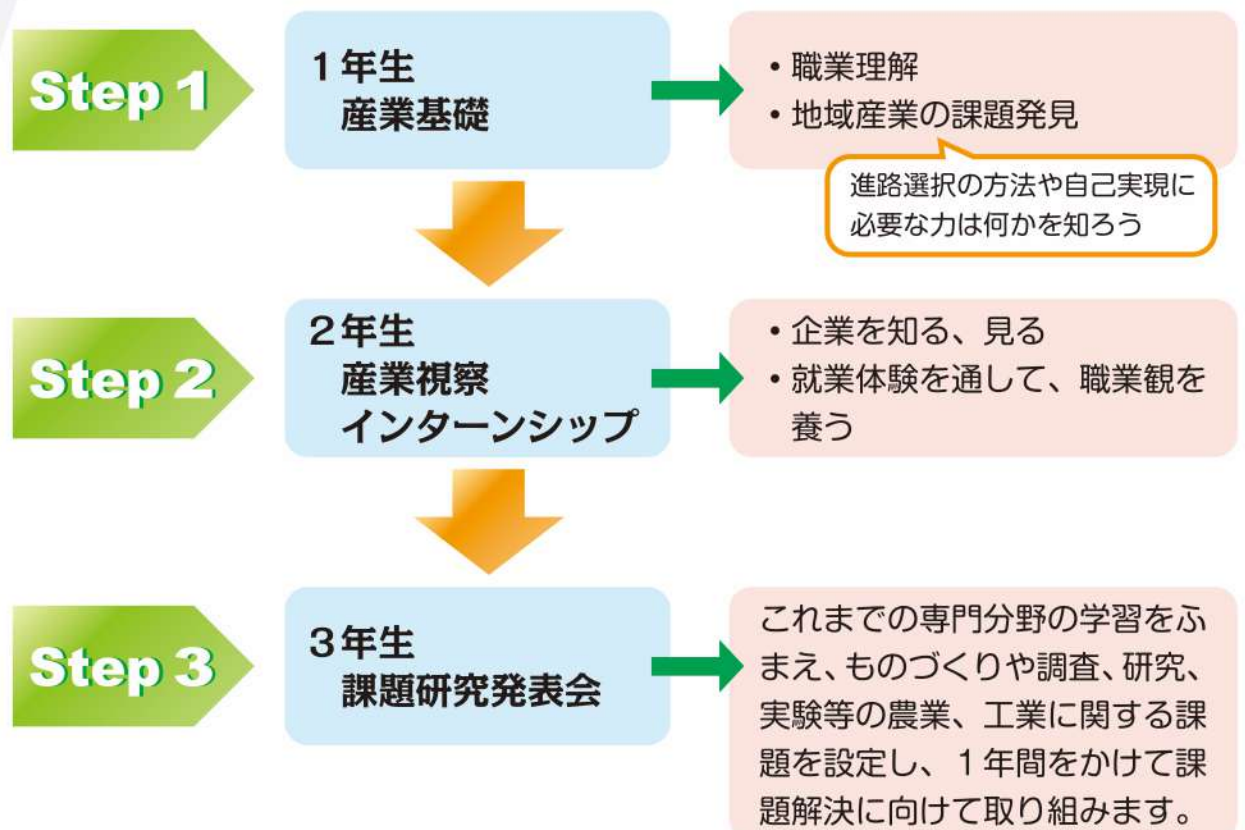 Step 1
1年生
産業基礎
・職業理解
・地域産業の課題発見
進路選択の方法や自己実現に
必要な力は何かを知ろう
Step 2
2年生
産業視察
インターンシップ
・企業を知る、見る
・就業体験を通して、職業観を
養う
Step 3
3年生
課題研究発表会
これまでの専門分野の学習をふ
まえ、ものづくりや調査、研究、
実験等の農業、工業に関する課
題を設定し、1年間をかけて課
題解決に向けて取り組みます。